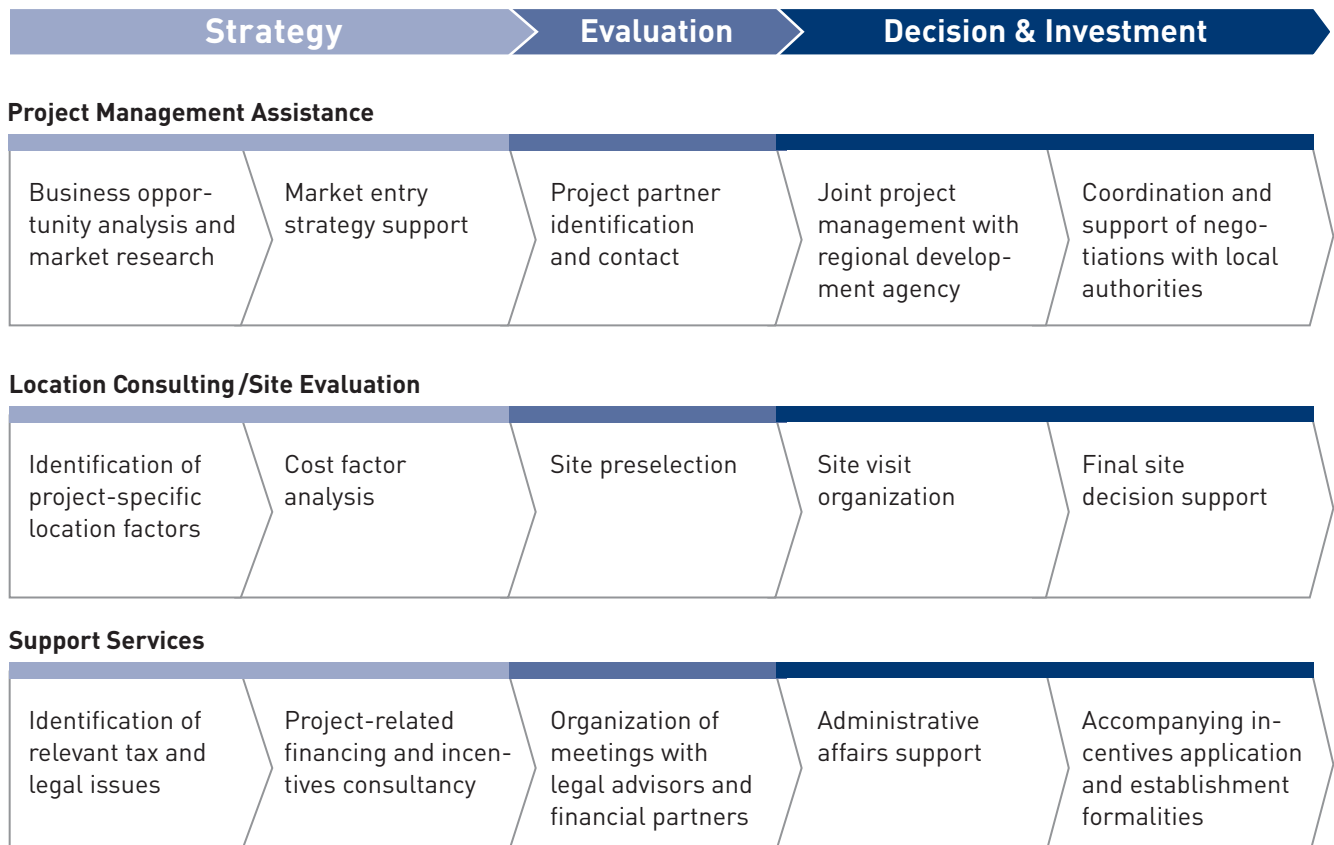 Strategy
Evaluation
Decision & Investment
Project Management Assistance
Business oppor-
tunity analysis and
market research
Market entry
strategy support
Project partner
identification
and contact
Joint project
management with
regional develop-
ment agency
Coordination and
support of nego-
tiations with local
authorities
Location Consulting/Site Evaluation
Identification of
project-specific
location factors
Cost factor
analysis
Site preselection
Site visit
organization
Final site
decision support
Support Services
Identification of
relevant tax and
legal issues
Project-related
financing and incen-
tives consultancy
Organization of
meetings with
legal advisors and
financial partners
Administrative
affairs support
Accompanying in-
centives application
and establishment
formalities